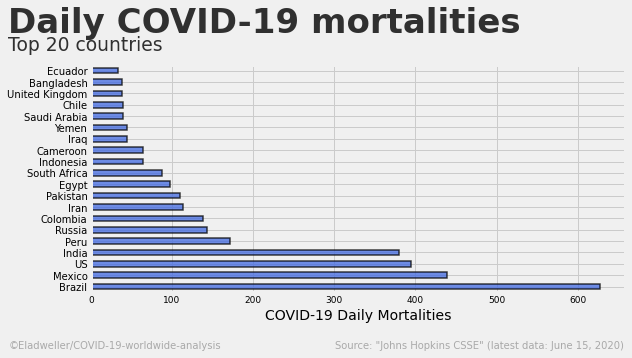 Daily COVID-19 mortalities
Top 20 countries
Ecuador
Bangladesh
United Kingdom
Chile
Saudi Arabia
Yemen
Iraq
Cameroon
Indonesia
South Africa
Egypt
Pakistan
Iran
Colombia
Russia
Peru
India
US
Mexico
Brazil
0 100 200 300 400 500 600
COVID-19 Daily Mortalities
©Eladweller/COVID-19-worldwide-analysis
Source: "Johns Hopkins CSSE" (latest data: June 15, 2020)